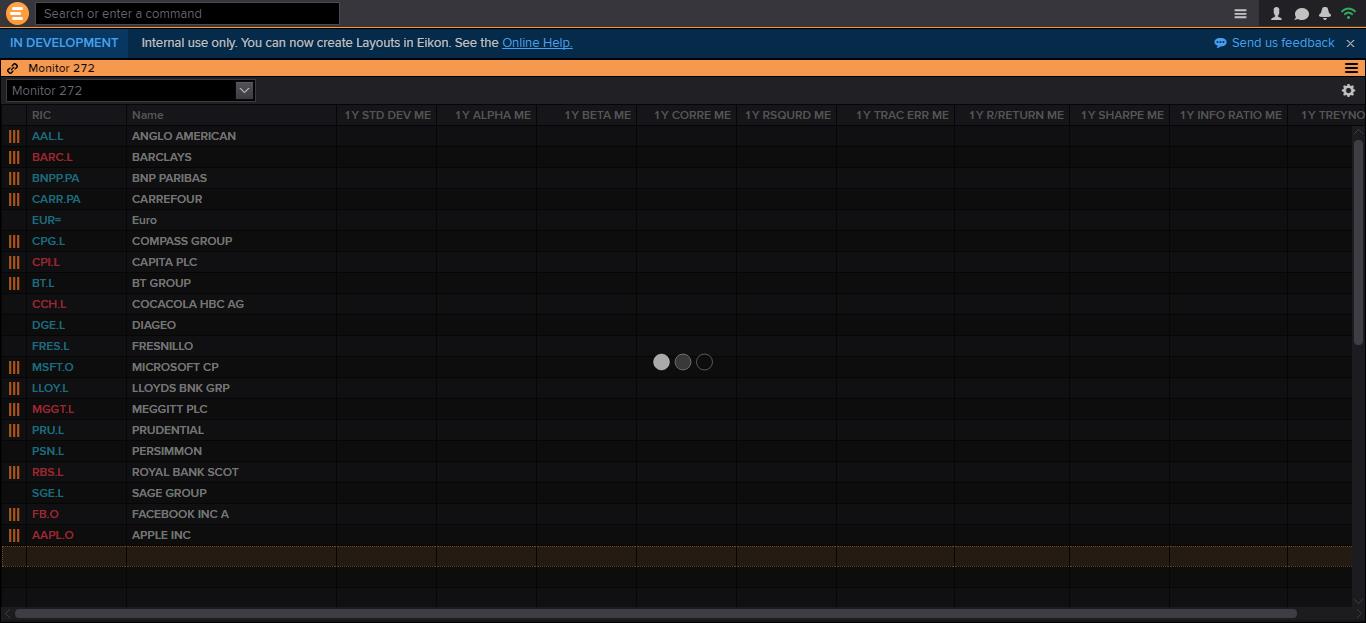 Search or enter a command
IN DEVELOPMENT Internal use only. You can now create Layouts in Eikon. See the Online Help. Send us feedback
Monitor 272
Monitor 272
RIC Name 1Y STD DEV ME 1Y ALPHA ME 1Y BETA ME 1Y CORRE ME 1Y RSQURD ME 1Y TRAC ERR ME 1Y R/RETURN ME 1Y SHARPE ME 1Y INFO RATIO ME 1Y TREYNO
AAL.L ANGLO AMERICAN
BARC.L BARCLAYS
BNPP.PA BNP PARIBAS
CARR.PA CARREFOUR
EUR= Euro
CPG.L COMPASS GROUP
CPI.L CAPITA PLC
BT.L BT GROUP
CCH.L COCACOLA HBC AG
DGE.L DIAGEO
FRES.L FRESNILLO
MSFT.O MICROSOFT CP
LLOY.L LLOYDS BNK GRP
MGGT.L MEGGITT PLC
PRU.L PRUDENTIAL
PSN.L PERSIMMON
RBS.L ROYAL BANK SCOT
SGE.L SAGE GROUP
FB.O FACEBOOK INC A
AAPL.O APPLE INC